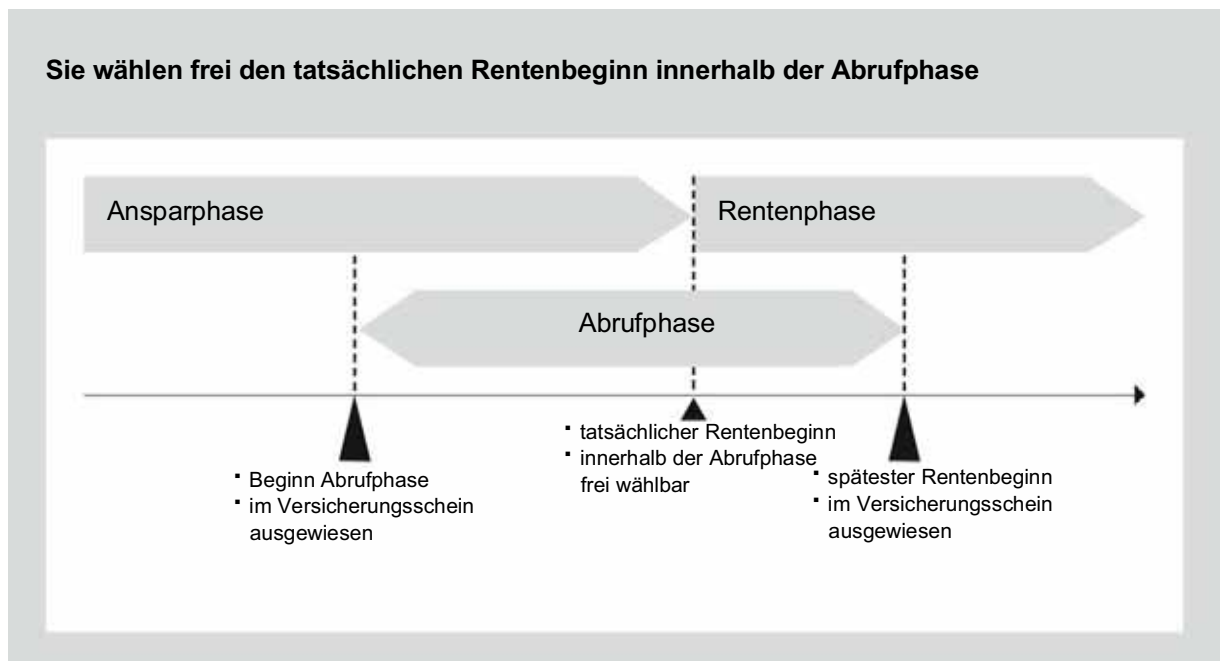 Sie wählen frei den tatsächlichen Rentenbeginn innerhalb der Abrufphase
Ansparphase
Rentenphase
Abrufphase
▪ Beginn Abrufphase
▪ im Versicherungsschein
ausgewiesen
▪ tatsächlicher Rentenbeginn
▪ innerhalb der Abrufphase
frei wählbar
▪ spätester Rentenbeginn
▪ im Versicherungsschein
ausgewiesen